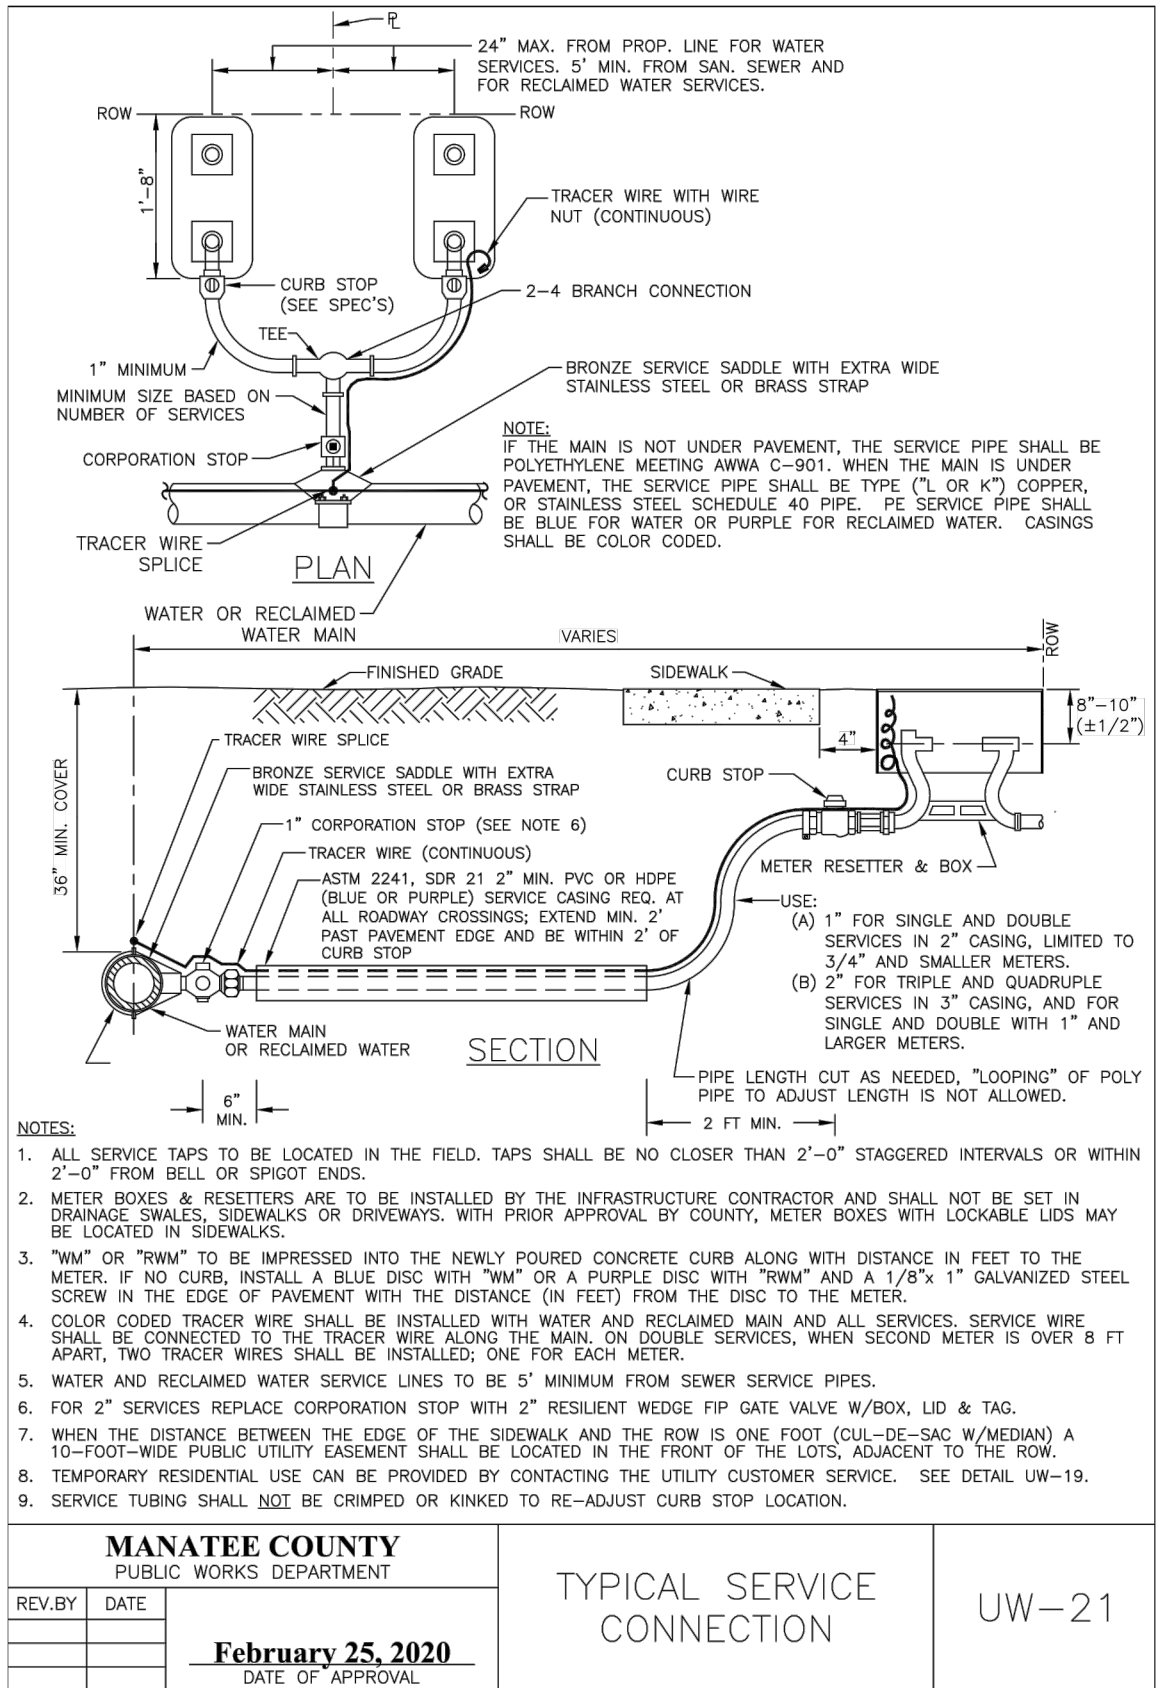 PL
24" MAX. FROM PROP. LINE FOR WATER
SERVICES. 5' MIN. FROM SAN. SEWER AND
FOR RECLAIMED WATER SERVICES.
ROW
ROW
1'-8"
TRACER WIRE WITH WIRE
NUT (CONTINUOUS)
CURB STOP
(SEE SPEC'S)
2-4 BRANCH CONNECTION
TEE
1" MINIMUM
BRONZE SERVICE SADDLE WITH EXTRA WIDE
STAINLESS STEEL OR BRASS STRAP
MINIMUM SIZE BASED ON
NUMBER OF SERVICES
CORPORATION STOP
NOTE:
IF THE MAIN IS NOT UNDER PAVEMENT, THE SERVICE PIPE SHALL BE
POLYETHYLENE MEETING AWWA C-901. WHEN THE MAIN IS UNDER
PAVEMENT, THE SERVICE PIPE SHALL BE TYPE ("L OR K") COPPER,
OR STAINLESS STEEL SCHEDULE 40 PIPE. PE SERVICE PIPE SHALL
BE BLUE FOR WATER OR PURPLE FOR RECLAIMED WATER. CASINGS
SHALL BE COLOR CODED.
TRACER WIRE
SPLICE
PLAN
WATER OR RECLAIMED
WATER MAIN
VARIES
ROW
FINISHED GRADE
SIDEWALK
8"-10"
(±1/2")
4"
TRACER WIRE SPLICE
36" MIN. COVER
BRONZE SERVICE SADDLE WITH EXTRA
WIDE STAINLESS STEEL OR BRASS STRAP
CURB STOP
1" CORPORATION STOP (SEE NOTE 6)
TRACER WIRE (CONTINUOUS)
METER RESETTER & BOX
ASTM 2241, SDR 21 2" MIN. PVC OR HDPE
(BLUE OR PURPLE) SERVICE CASING REQ. AT
ALL ROADWAY CROSSINGS; EXTEND MIN. 2'
PAST PAVEMENT EDGE AND BE WITHIN 2' OF
CURB STOP
USE:
(A) 1" FOR SINGLE AND DOUBLE
SERVICES IN 2" CASING, LIMITED TO
3/4" AND SMALLER METERS.
(B) 2" FOR TRIPLE AND QUADRUPLE
SERVICES IN 3" CASING, AND FOR
SINGLE AND DOUBLE WITH 1" AND
LARGER METERS.
WATER MAIN
OR RECLAIMED WATER
SECTION
PIPE LENGTH CUT AS NEEDED, "LOOPING" OF POLY
PIPE TO ADJUST LENGTH IS NOT ALLOWED.
6"
MIN.
2 FT MIN.
NOTES:
1. ALL SERVICE TAPS TO BE LOCATED IN THE FIELD. TAPS SHALL BE NO CLOSER THAN 2'-0" STAGGERED INTERVALS OR WITHIN
2'-0" FROM BELL OR SPIGOT ENDS.
2. METER BOXES & RESETTERS ARE TO BE INSTALLED BY THE INFRASTRUCTURE CONTRACTOR AND SHALL NOT BE SET IN
DRAINAGE SWALES, SIDEWALKS OR DRIVEWAYS. WITH PRIOR APPROVAL BY COUNTY, METER BOXES WITH LOCKABLE LIDS MAY
BE LOCATED IN SIDEWALKS.
3. "WM" OR "RWM" TO BE IMPRESSED INTO THE NEWLY POURED CONCRETE CURB ALONG WITH DISTANCE IN FEET TO THE
METER. IF NO CURB, INSTALL A BLUE DISC WITH "WM" OR A PURPLE DISC WITH "RWM" AND A 1/8"x 1" GALVANIZED STEEL
SCREW IN THE EDGE OF PAVEMENT WITH THE DISTANCE (IN FEET) FROM THE DISC TO THE METER.
4. COLOR CODED TRACER WIRE SHALL BE INSTALLED WITH WATER AND RECLAIMED MAIN AND ALL SERVICES. SERVICE WIRE
SHALL BE CONNECTED TO THE TRACER WIRE ALONG THE MAIN. ON DOUBLE SERVICES, WHEN SECOND METER IS OVER 8 FT
APART, TWO TRACER WIRES SHALL BE INSTALLED; ONE FOR EACH METER.
5. WATER AND RECLAIMED WATER SERVICE LINES TO BE 5' MINIMUM FROM SEWER SERVICE PIPES.
6. FOR 2" SERVICES REPLACE CORPORATION STOP WITH 2" RESILIENT WEDGE FIP GATE VALVE W/BOX, LID & TAG.
7. WHEN THE DISTANCE BETWEEN THE EDGE OF THE SIDEWALK AND THE ROW IS ONE FOOT (CUL-DE-SAC W/MEDIAN) A
10-FOOT-WIDE PUBLIC UTILITY EASEMENT SHALL BE LOCATED IN THE FRONT OF THE LOTS, ADJACENT TO THE ROW.
8. TEMPORARY RESIDENTIAL USE CAN BE PROVIDED BY CONTACTING THE UTILITY CUSTOMER SERVICE. SEE DETAIL UW-19.
9. SERVICE TUBING SHALL NOT BE CRIMPED OR KINKED TO RE-ADJUST CURB STOP LOCATION.
MANATEE COUNTY
PUBLIC WORKS DEPARTMENT
REV.BY DATE
February 25, 2020
DATE OF APPROVAL
TYPICAL SERVICE
CONNECTION
UW-21